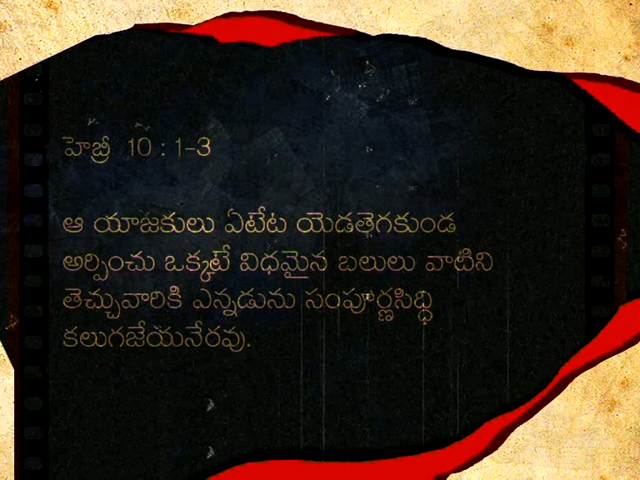 హెబ్రీ 10 : 1-3
ఆ యాజకులు ఏటేట యెడతెగకుండ
అర్పించు ఒక్కటే విధమైన బలులు వాటిని
తెచ్చువారికి ఎన్నడును సంపూర్ణసిద్ధి
కలుగజేయనేరవు.